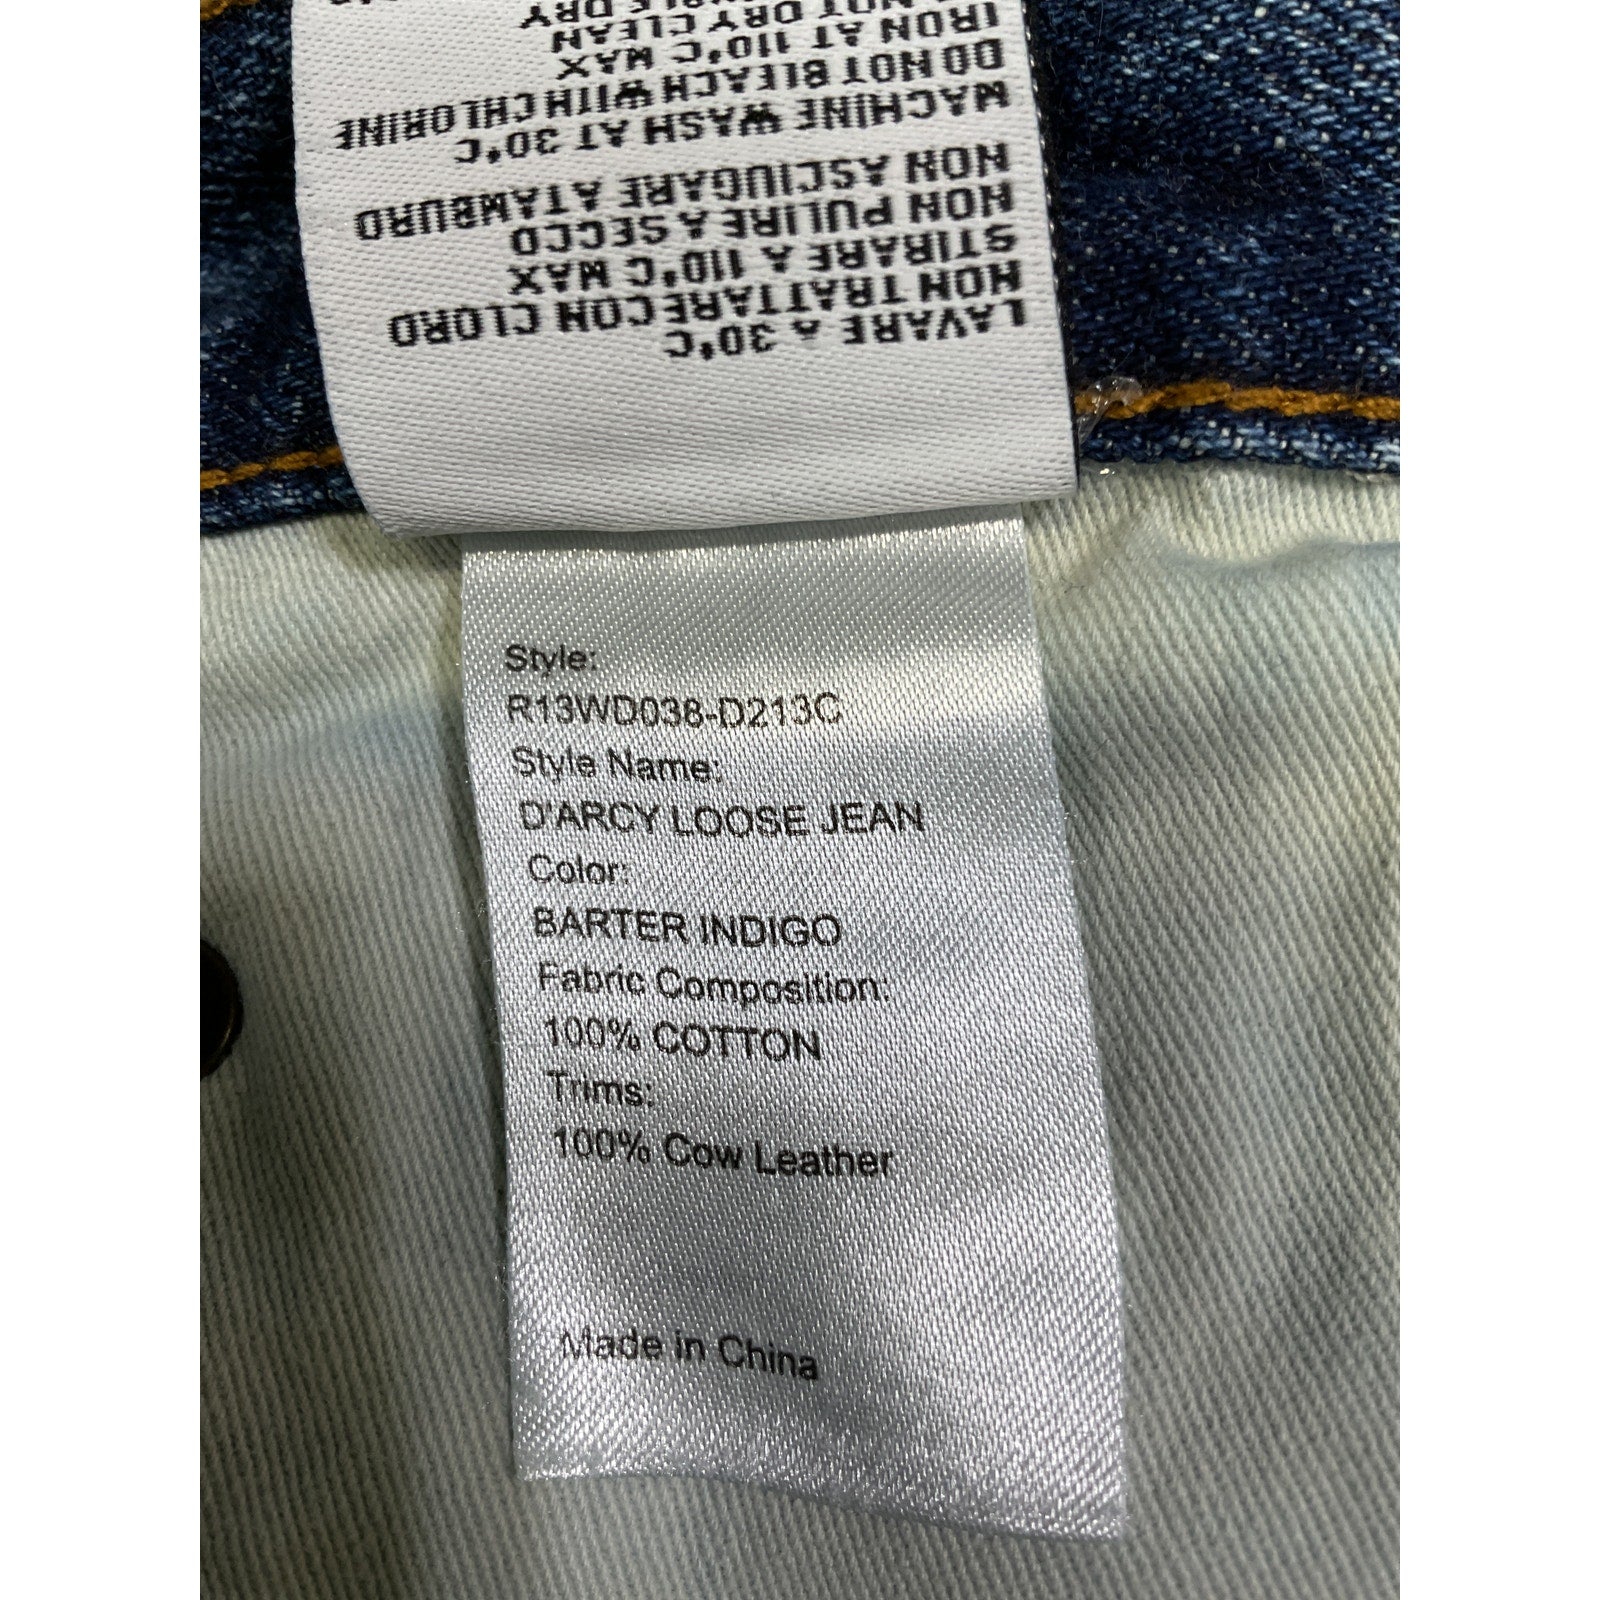 LAVARE A 30°C
NON TRATTARE CON CLORO
STIRARE A 110°C MAX
NON PULIRE A SECCO
NON ASCIUGARE A TAMBURO
MACHINE WASH AT 30°C
DO NOT BLEACH WITH CHLORINE
IRON AT 110°C MAX
NOT DRY CLEAN
DRY
Style:
R13WD038-D213C
Style Name:
D'ARCY LOOSE JEAN
Color:
BARTER INDIGO
Fabric Composition:
100% COTTON
Trims:
100% Cow Leather
Made in China